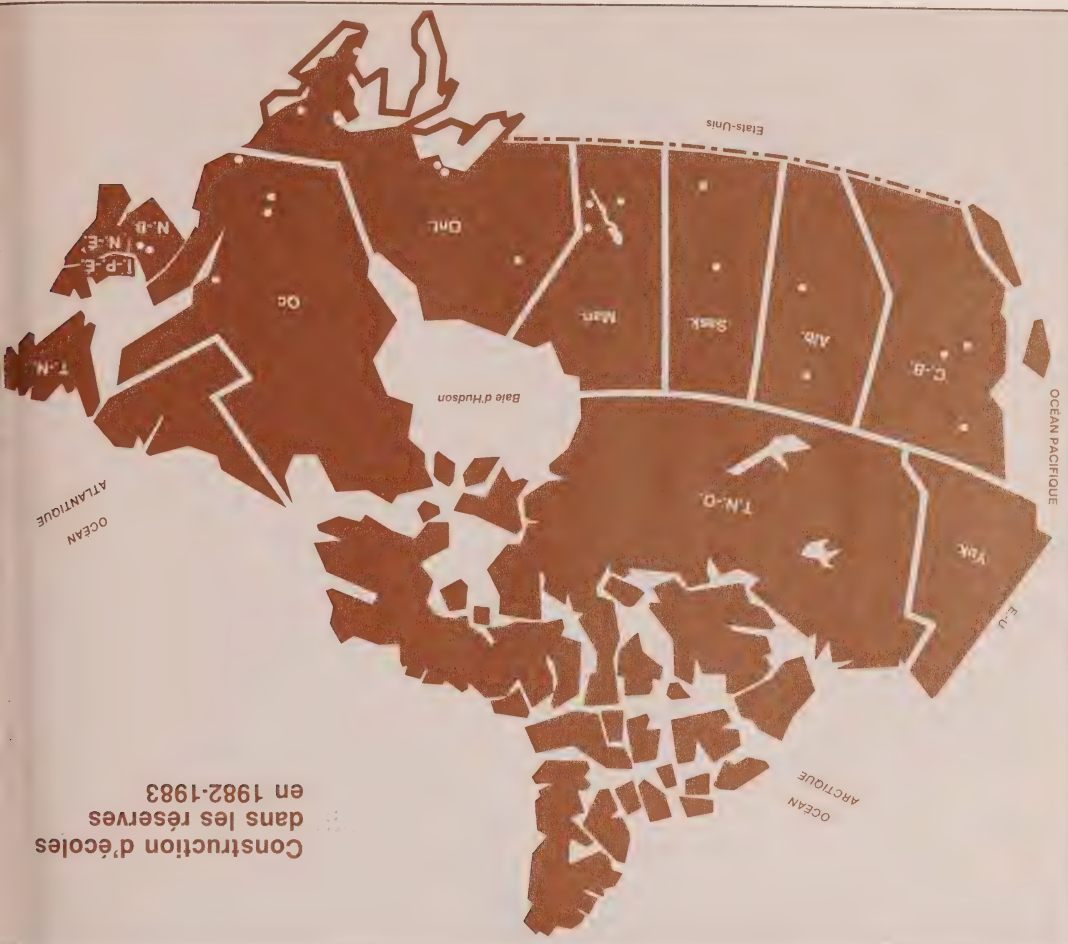 Construction d'écoles
dans les réserves
en 1982-1983
OCÉAN
ARCTIQUE
É.-U.
Yuk.
T.N.-O.
OCÉAN PACIFIQUE
OCÉAN
ATLANTIQUE
C.-B.
Alb.
Sask.
Man.
Baie d'Hudson
Ont.
Qc
T.-N.
Î.-P.-É.
N.-É.
N.-B.
États-Unis